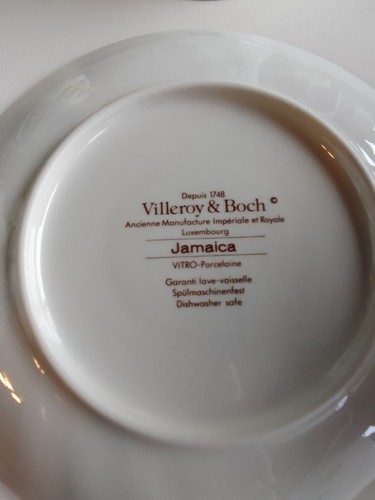 Depuis 1748
Villeroy & Boch ©
Ancienne Manufacture Impériale et Royale
Luxembourg
Jamaica
VITRO-Porcelaine
Garanti lave-vaisselle
Spülmaschinenfest
Dishwasher safe